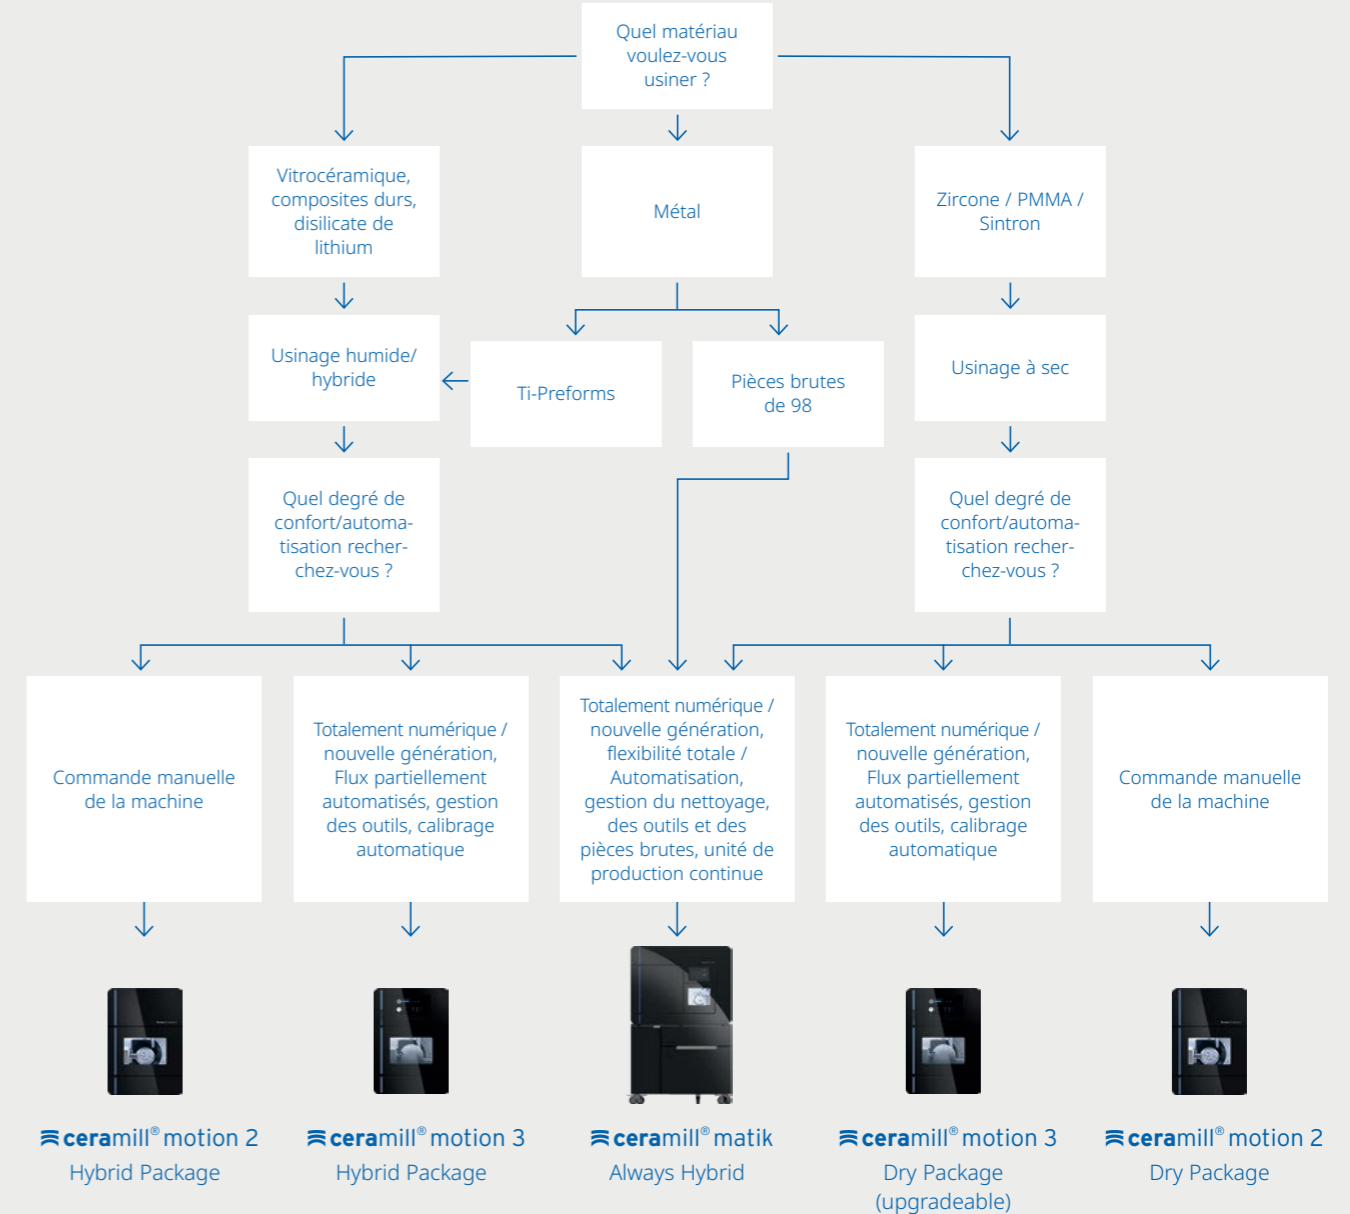 Quel matériau
voulez-vous
usiner ?
Vitrocéramique,
composites durs,
disilicate de
lithium
Métal
Zircone / PMMA /
Sintron
Usinage humide/
hybride
Ti-Preforms
Pièces brutes
de 98
Usinage à sec
Quel degré de
confort/automa-
tisation recher-
chez-vous ?
Quel degré de
confort/automa-
tisation recher-
chez-vous ?
Commande manuelle
de la machine
Totalement numérique /
nouvelle génération,
Flux partiellement
automatisés, gestion
des outils, calibrage
automatique
Totalement numérique /
nouvelle génération,
flexibilité totale /
Automatisation,
gestion du nettoyage,
des outils et des
pièces brutes, unité de
production continue
Totalement numérique /
nouvelle génération,
Flux partiellement
automatisés, gestion
des outils, calibrage
automatique
Commande manuelle
de la machine
ceramill® motion 2
Hybrid Package
ceramill® motion 3
Hybrid Package
ceramill® matik
Always Hybrid
ceramill® motion 3
Dry Package
(upgradeable)
ceramill® motion 2
Dry Package